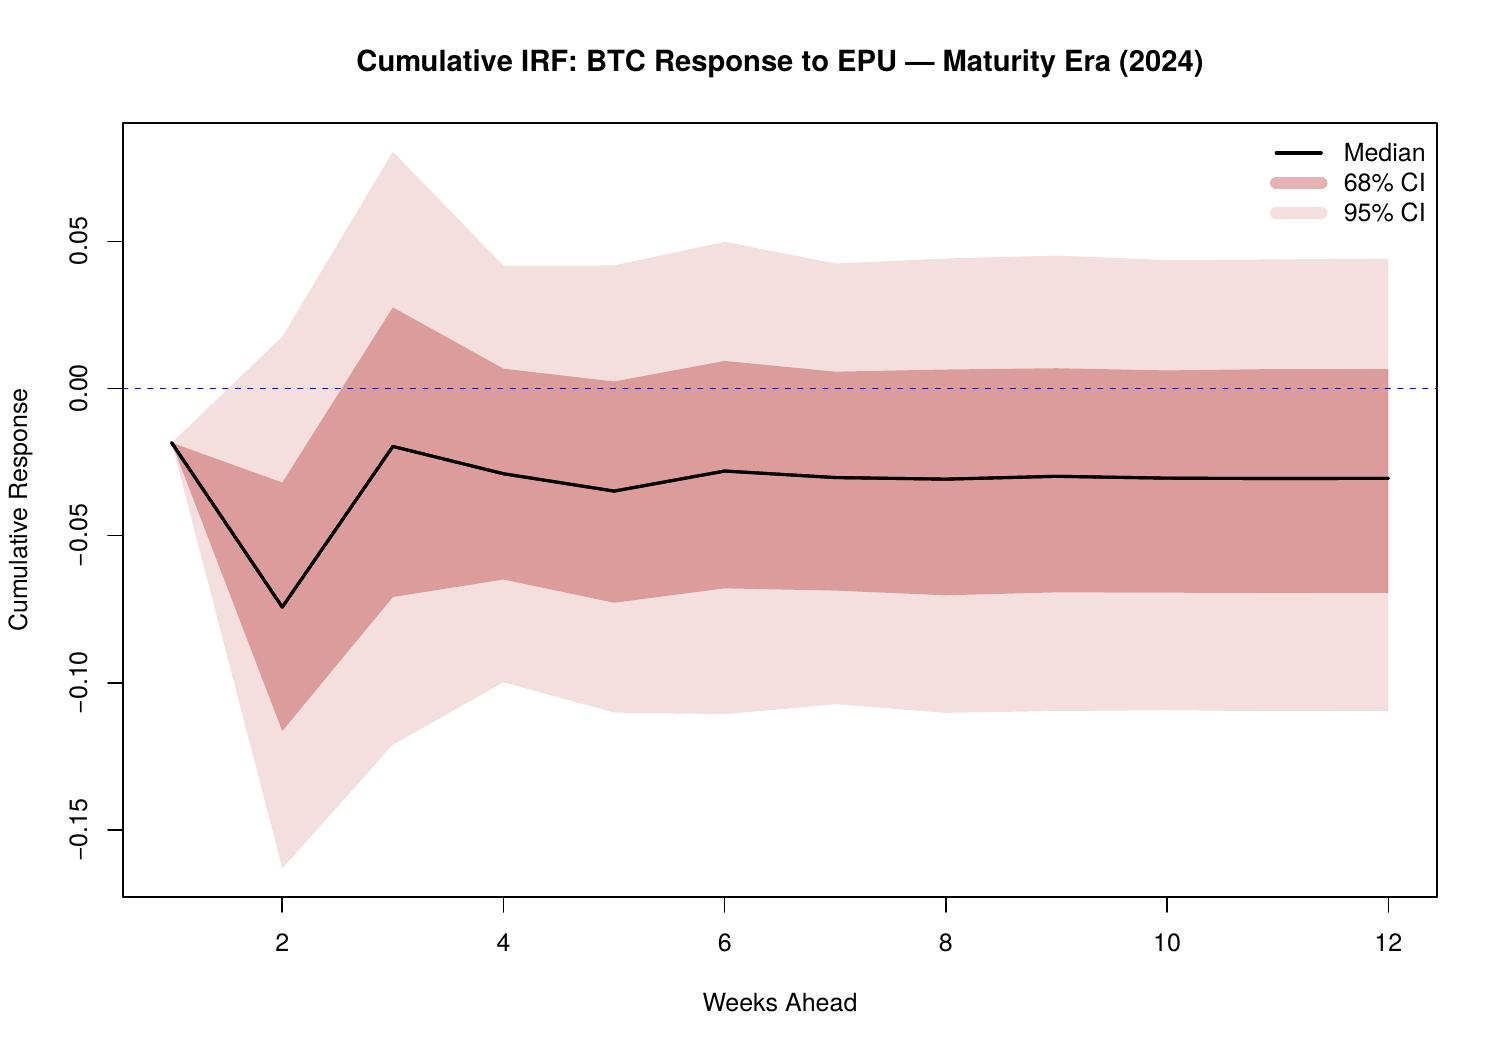 Cumulative IRF: BTC Response to EPU — Maturity Era (2024)
Median
68% CI
95% CI
Cumulative Response
0.05
0.00
−0.05
−0.10
−0.15
2 4 6 8 10 12
Weeks Ahead